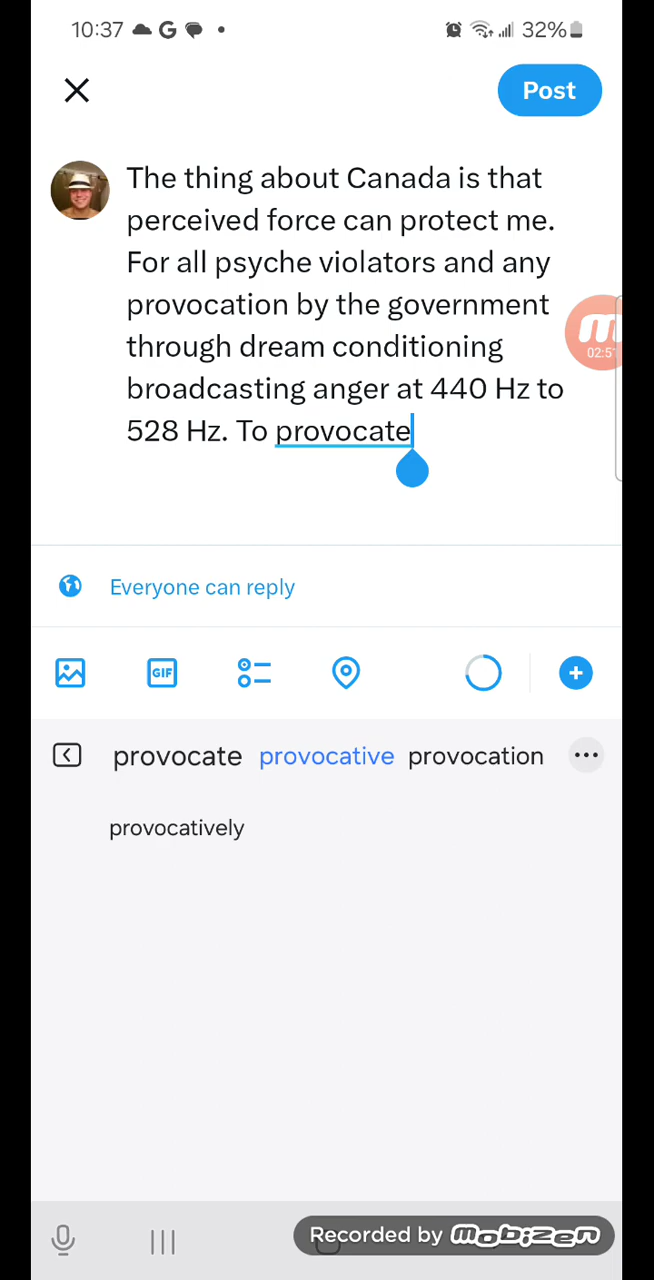 10:37 G 32%
Post
The thing about Canada is that
perceived force can protect me.
For all psyche violators and any
provocation by the government
through dream conditioning
broadcasting anger at 440 Hz to
528 Hz. To provocate
02:5
Everyone can reply
GIF
provocate provocative provocation
provocatively
Recorded by mobizen